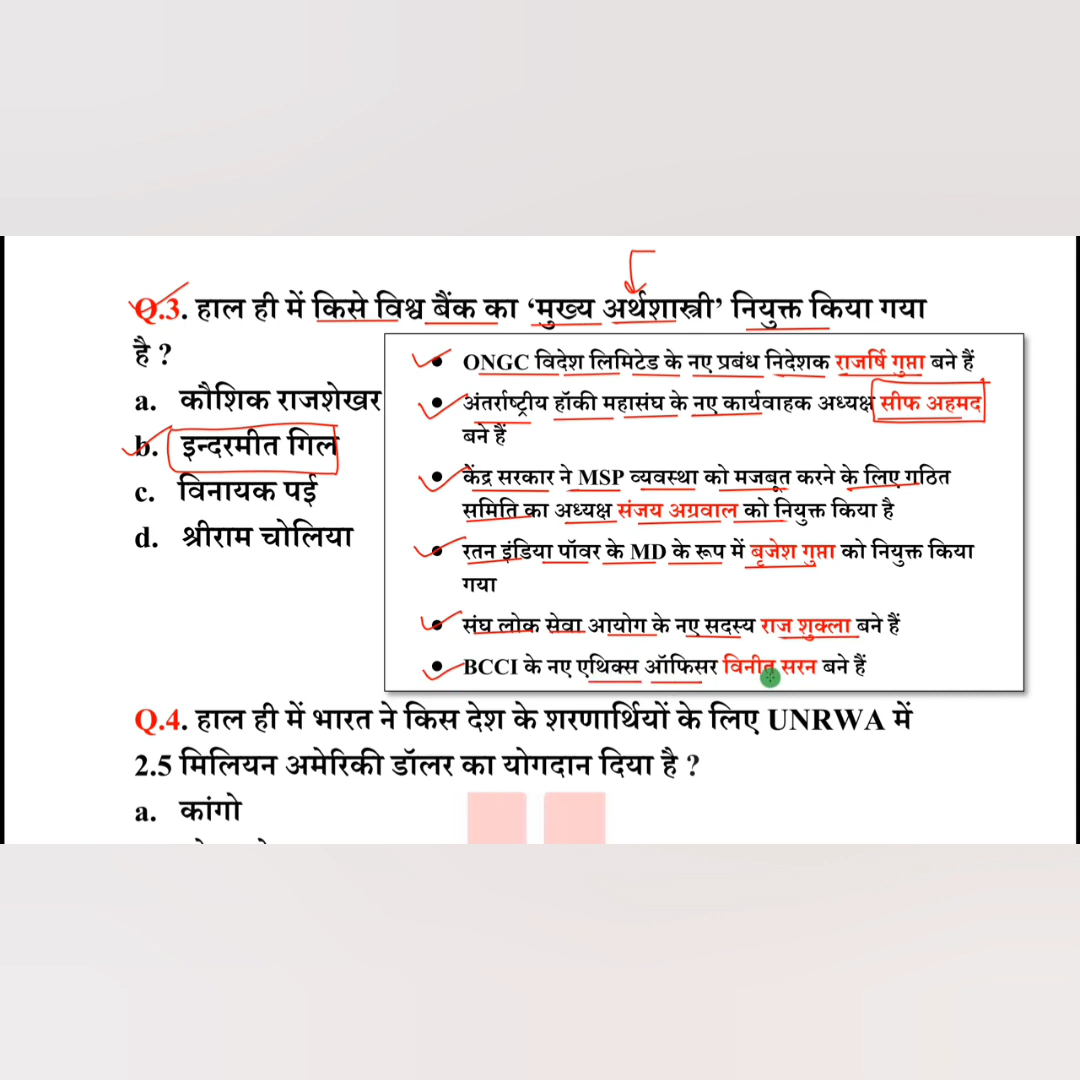 Q.3. हाल ही में किसे विश्व बैंक का ‘मुख्य अर्थशास्त्री’ नियुक्त किया गया
है ?
a. कौशिक राजशेखर
b. इन्दरमीत गिल
c. विनायक पई
d. श्रीराम चोलिया
• ONGC विदेश लिमिटेड के नए प्रबंध निदेशक राजर्षि गुप्ता बने हैं
• अंतर्राष्ट्रीय हॉकी महासंघ के नए कार्यवाहक अध्यक्ष सीफ अहमद
बने हैं
• केंद्र सरकार ने MSP व्यवस्था को मजबूत करने के लिए गठित
समिति का अध्यक्ष संजय अग्रवाल को नियुक्त किया है
• रतन इंडिया पॉवर के MD के रूप में बृजेश गुप्ता को नियुक्त किया
गया
• संघ लोक सेवा आयोग के नए सदस्य राज शुक्ला बने हैं
• BCCI के नए एथिक्स ऑफिसर विनीत सरन बने हैं
Q.4. हाल ही में भारत ने किस देश के शरणार्थियों के लिए UNRWA में
2.5 मिलियन अमेरिकी डॉलर का योगदान दिया है ?
a. कांगो